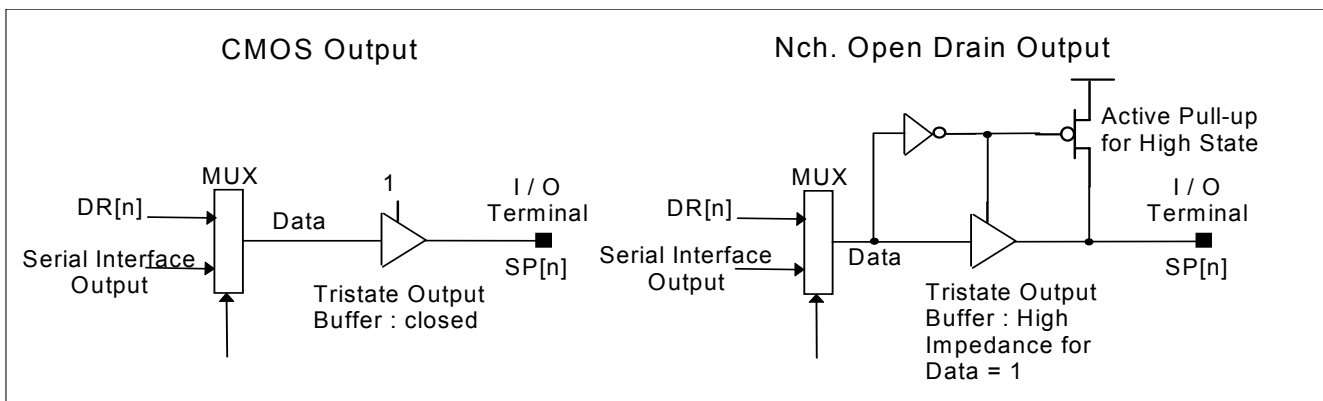 CMOS Output
MUX
DR[n]
Serial Interface
Output
Data
1
I / O
Terminal
SP[n]
Tristate Output
Buffer : closed
Nch. Open Drain Output
Active Pull-up
for High State
MUX
DR[n]
Serial Interface
Output
Data
I / O
Terminal
SP[n]
Tristate Output
Buffer : High
Impedance for
Data = 1